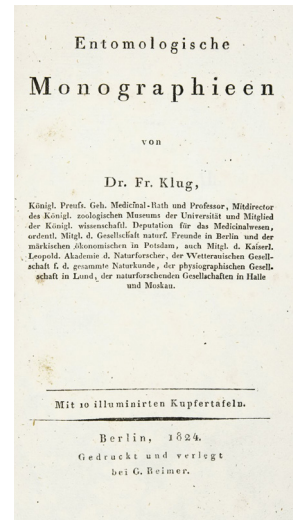 Entomologische
Monographieen
von
Dr. Fr. Klug,
Königl. Preuſs. Geh. Medicinal-Rath und Professor, Mitdirector
des Königl. zoologischen Museums der Universität und Mitglied
der Königl. wissenschaftl. Deputation für das Medicinalwesen,
ordentl. Mitgl. d. Gesellschaft naturf. Freunde in Berlin und der
märkischen ökonomischen in Potsdam, auch Mitgl. d. Kaiserl.
Leopold. Akademie d. Naturforscher, der Wetterauischen Gesell-
schaft f. d. gesammte Naturkunde, der physiographischen Gesell-
schaft in Lund, der naturforschenden Gesellschaften in Halle
und Moskau.
Mit 10 illuminirten Kupfertafeln.
Berlin, 1824.
Gedruckt und verlegt
bei G. Reimer.